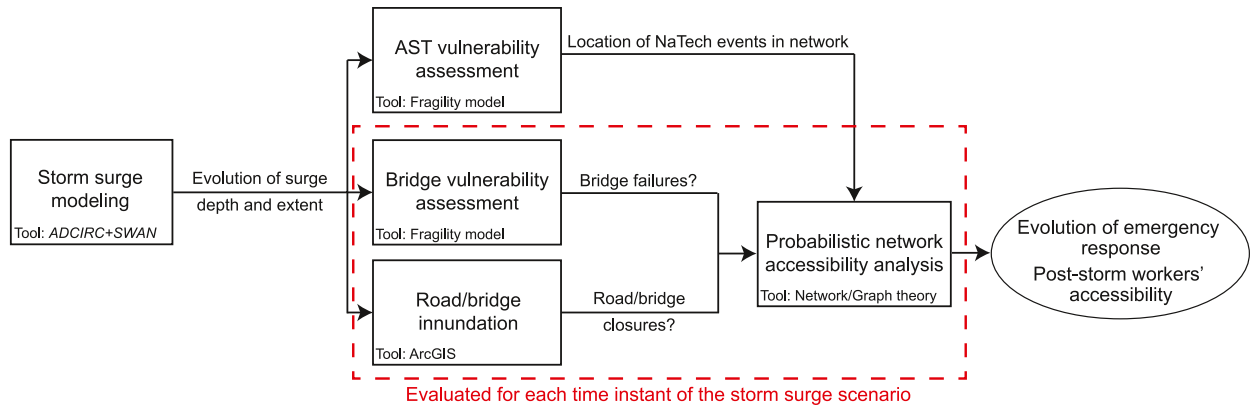 Storm surge
modeling
Tool: ADCIRC+SWAN
Evolution of surge
depth and extent
AST vulnerability
assessment
Tool: Fragility model
Location of NaTech events in network
Bridge vulnerability
assessment
Tool: Fragility model
Bridge failures?
Road/bridge
innundation
Tool: ArcGIS
Road/bridge
closures?
Probabilistic network
accessibility analysis
Tool: Network/Graph theory
Evolution of emergency
response
Post-storm workers’
accessibility
Evaluated for each time instant of the storm surge scenario